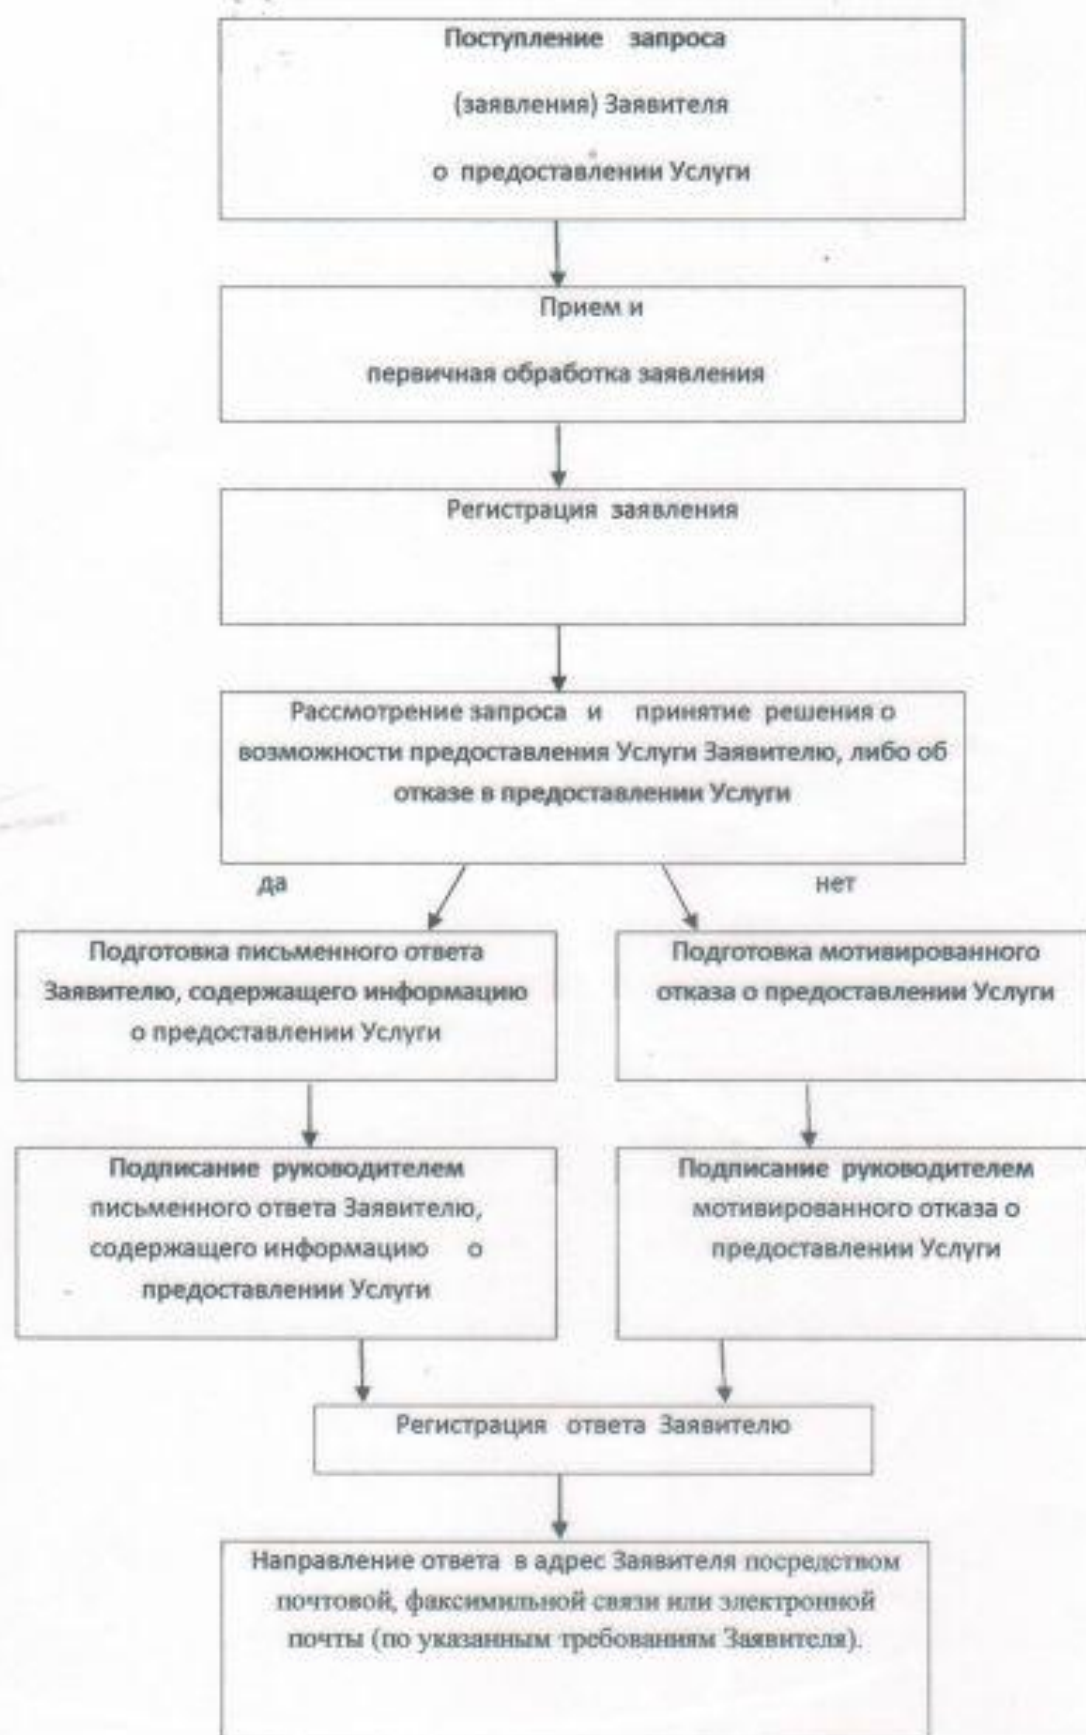 Поступление запроса
(заявления) Заявителя
о предоставлении Услуги
Прием и
первичная обработка заявления
Регистрация заявления
Рассмотрение запроса и принятие решения о
возможности предоставления Услуги Заявителю, либо об
отказе в предоставлении Услуги
да
нет
Подготовка письменного ответа
Заявителю, содержащего информацию
о предоставлении Услуги
Подготовка мотивированного
отказа о предоставлении Услуги
Подписание руководителем
письменного ответа Заявителю,
содержащего информацию о
предоставлении Услуги
Подписание руководителем
мотивированного отказа о
предоставлении Услуги
Регистрация ответа Заявителю
Направление ответа в адрес Заявителя посредством
почтовой, факсимильной связи или электронной
почты (по указанным требованиям Заявителя).